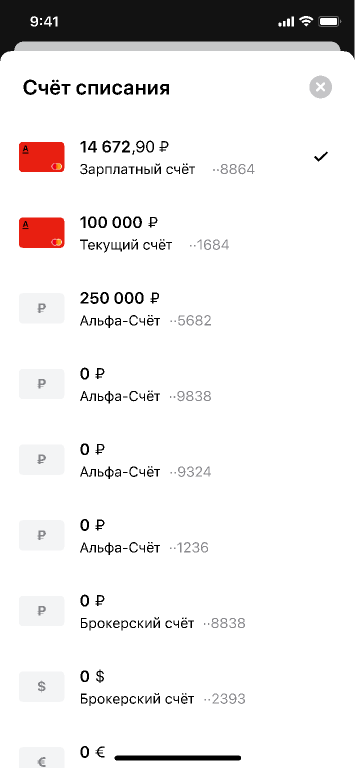 9:41
Счёт списания
14 672,90 ₽
Зарплатный счёт ··8864
100 000 ₽
Текущий счёт ··1684
₽ 250 000 ₽
Альфа-Счёт ··5682
₽ 0 ₽
Альфа-Счёт ··9838
₽ 0 ₽
Альфа-Счёт ··9324
₽ 0 ₽
Альфа-Счёт ··1236
₽ 0 ₽
Брокерский счёт ··8838
$ 0 $
Брокерский счёт ··2393
€ 0 €